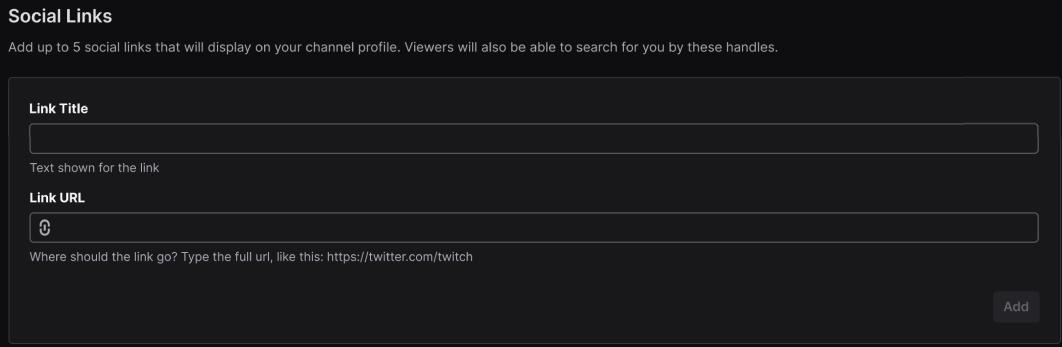 Social Links
Add up to 5 social links that will display on your channel profile. Viewers will also be able to search for you by these handles.
Link Title
Text shown for the link
Link URL
Where should the link go? Type the full url, like this: https://twitter.com/twitch
Add